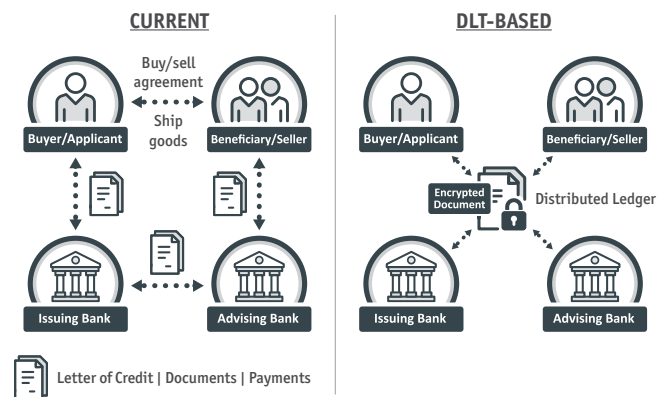 CURRENT
Buy/sell
agreement
Ship
goods
Buyer/Applicant
Beneficiary/Seller
Issuing Bank
Advising Bank
Letter of Credit | Documents | Payments
DLT-BASED
Buyer/Applicant
Beneficiary/Seller
Encrypted
Document
Distributed Ledger
Issuing Bank
Advising Bank